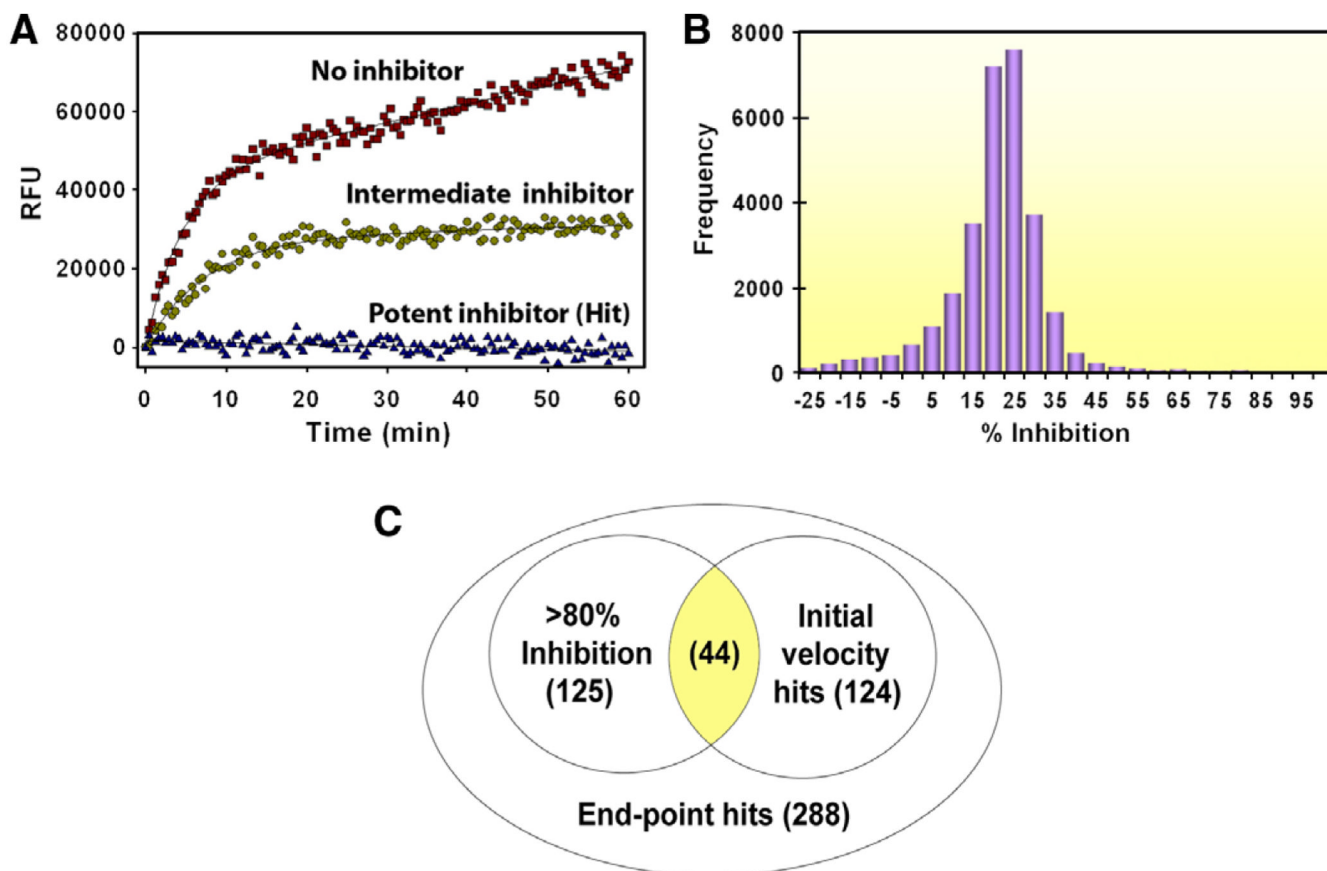 A
80000
60000
40000
20000
0
RFU
No inhibitor
Intermediate inhibitor
Potent inhibitor (Hit)
0 10 20 30 40 50 60
Time (min)
B
8000
6000
4000
2000
0
Frequency
-25 -15 -5 5 15 25 35 45 55 65 75 85 95
% Inhibition
C
>80%
Inhibition
(125)
(44)
Initial
velocity
hits (124)
End-point hits (288)